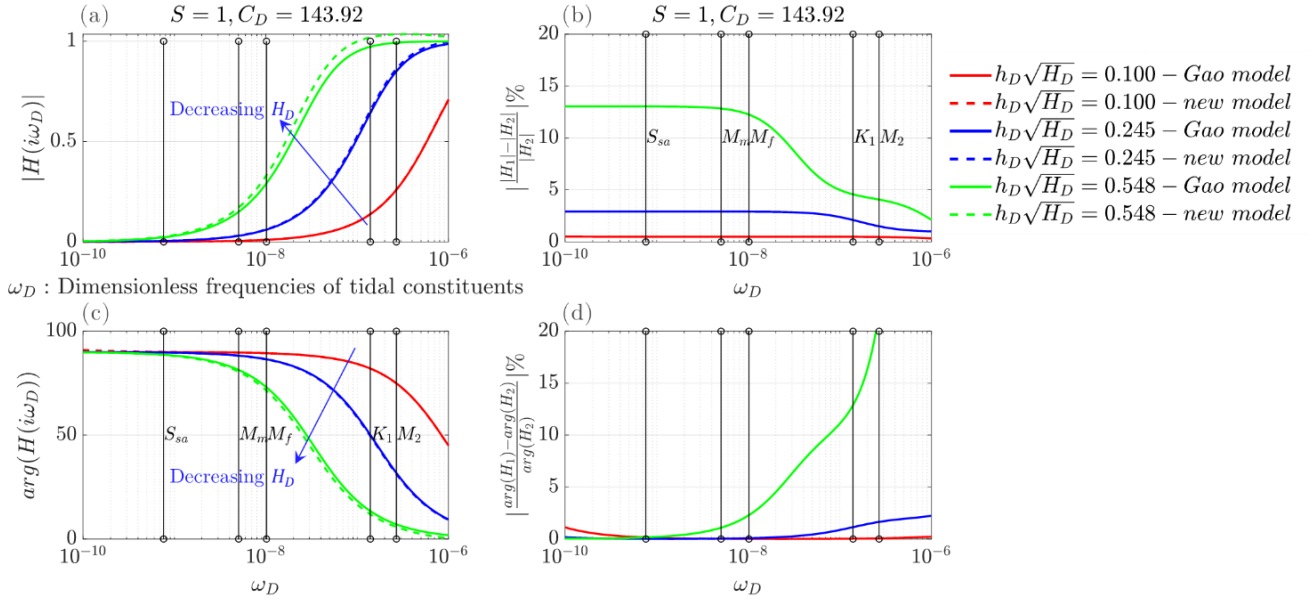 (a) S = 1, C_D = 143.92
|H(iω_D)|
1
0.5
0
Decreasing H_D
10^-10 10^-8 10^-6
(b) S = 1, C_D = 143.92
||H_1|−|H_2|/|H_2||%
20
15
10
5
0
S_sa M_m M_f K_1 M_2
10^-10 10^-8 10^-6
ω_D
h_D√H_D = 0.100 − Gao model
h_D√H_D = 0.100 − new model
h_D√H_D = 0.245 − Gao model
h_D√H_D = 0.245 − new model
h_D√H_D = 0.548 − Gao model
h_D√H_D = 0.548 − new model
ω_D : Dimensionless frequencies of tidal constituents
(c)
arg(H(iω_D))
100
50
0
S_sa M_m M_f K_1 M_2
Decreasing H_D
10^-10 10^-8 10^-6
ω_D
(d)
|arg(H_1)−arg(H_2)/arg(H_2)|%
20
15
10
5
0
10^-10 10^-8 10^-6
ω_D